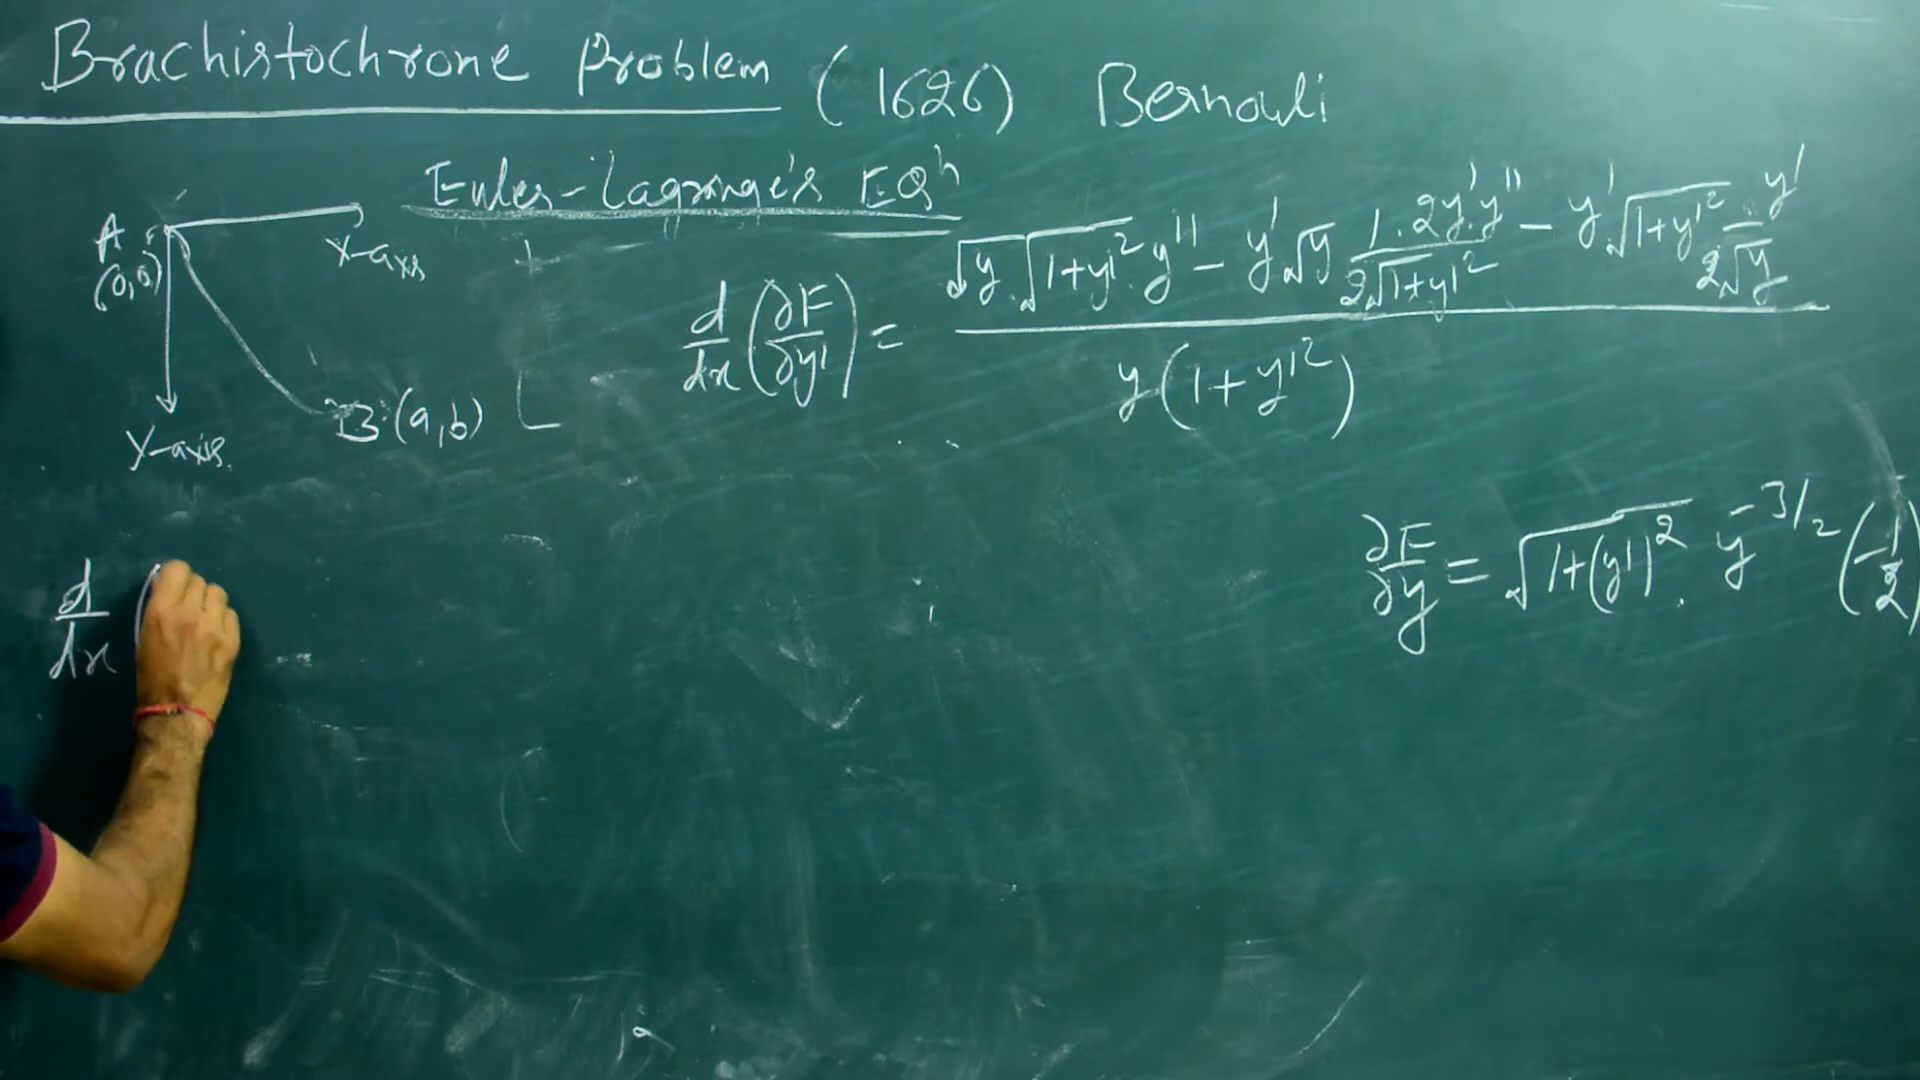 Brachistochrone Problem (1626) Bernouli
Euler-Lagrange's EQⁿ
A (0,0)
X-axis
Y-axis.
B (a,b)
d/dx (∂F/∂y') = (√y.√1+y'².y'' - y'√y 1.2y'.y''/2√1+y'² - y'.√1+y'² y'/2√y) / y(1+y'²)
∂F/∂y = √1+(y')². y^-3/2 (-1/2)
d/dx (